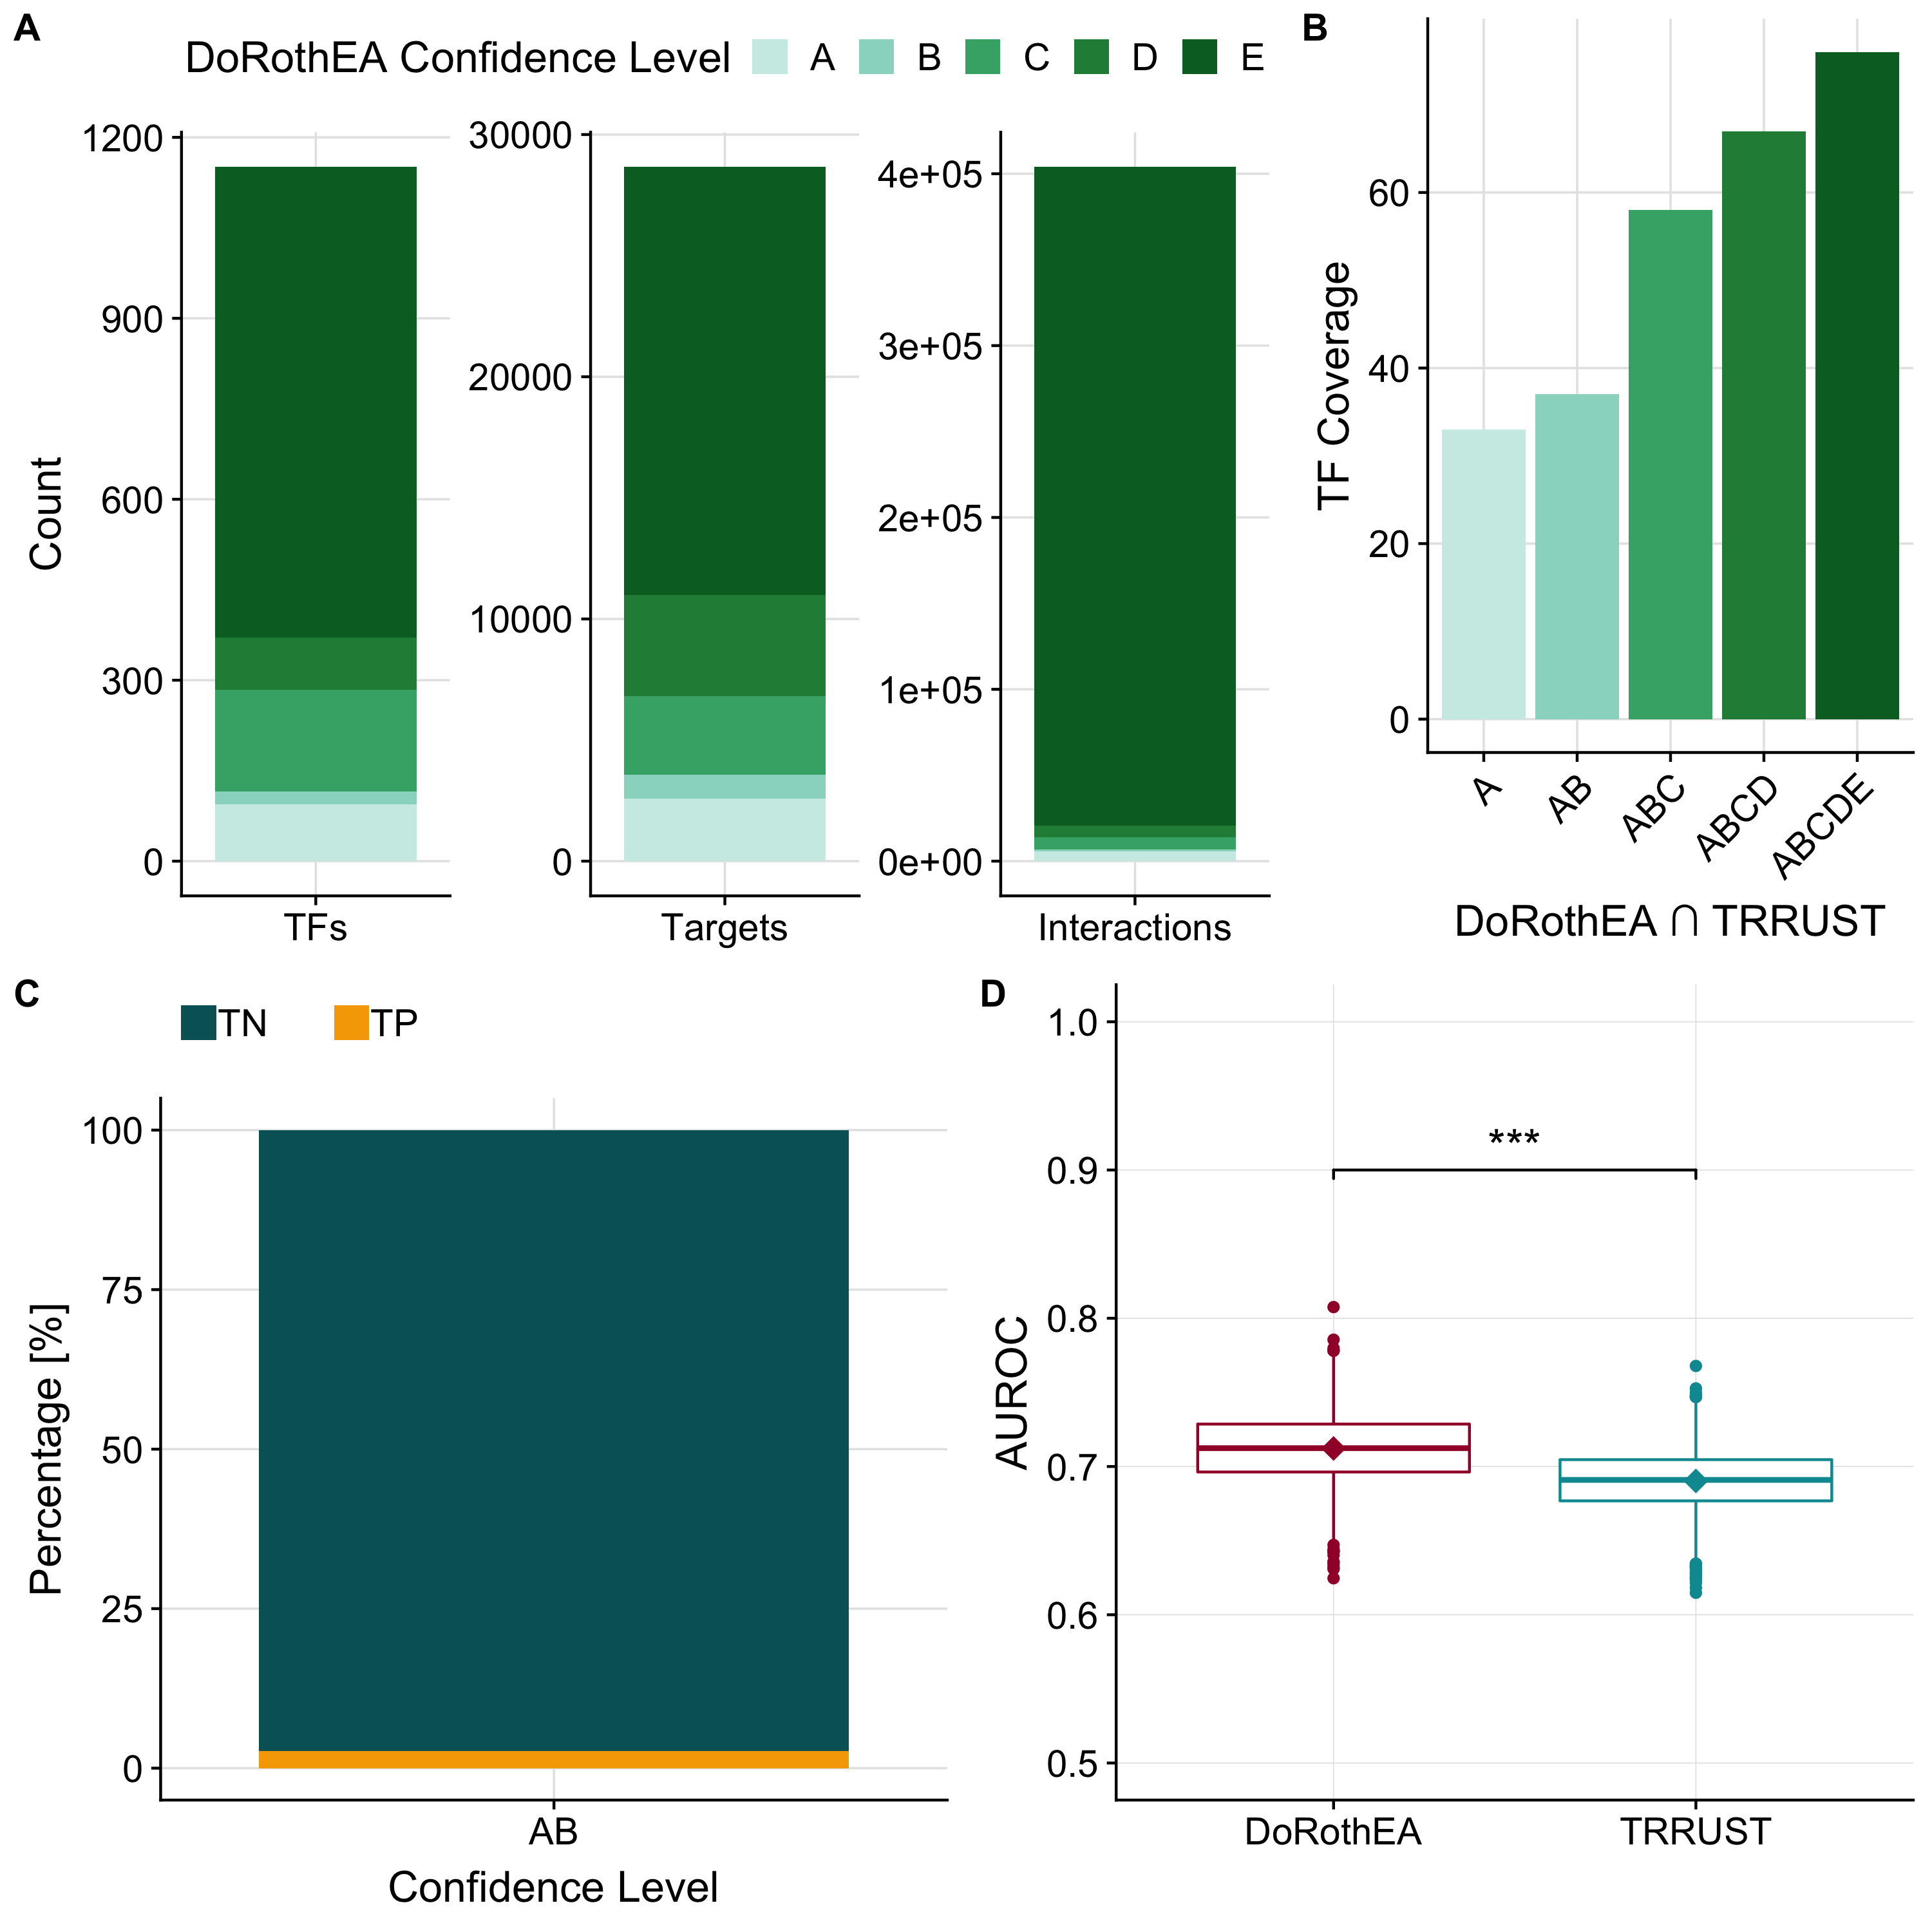 A
DoRothEA Confidence Level A B C D E
Count
1200
900
600
300
0
TFs
30000
20000
10000
0
Targets
4e+05
3e+05
2e+05
1e+05
0e+00
Interactions
B
TF Coverage
60
40
20
0
A
AB
ABC
ABCD
ABCDE
DoRothEA ∩ TRRUST
C
TN TP
Percentage [%]
100
75
50
25
0
AB
Confidence Level
D
AUROC
1.0
0.9
0.8
0.7
0.6
0.5
***
DoRothEA
TRRUST